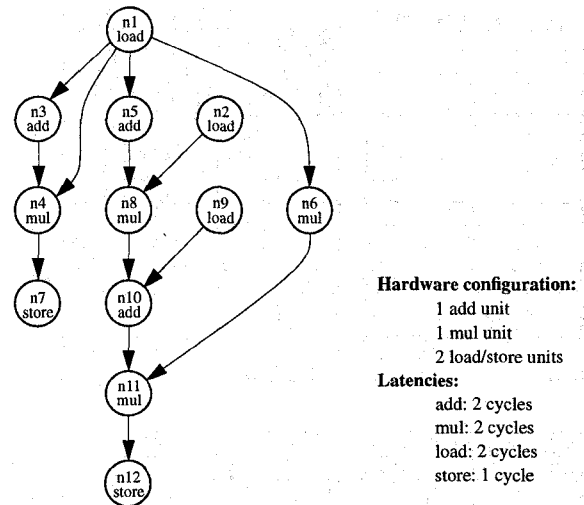 n1
load
n3
add
n5
add
n2
load
n4
mul
n8
mul
n9
load
n6
mul
n7
store
n10
add
n11
mul
n12
store
Hardware configuration:
1 add unit
1 mul unit
2 load/store units
Latencies:
add: 2 cycles
mul: 2 cycles
load: 2 cycles
store: 1 cycle